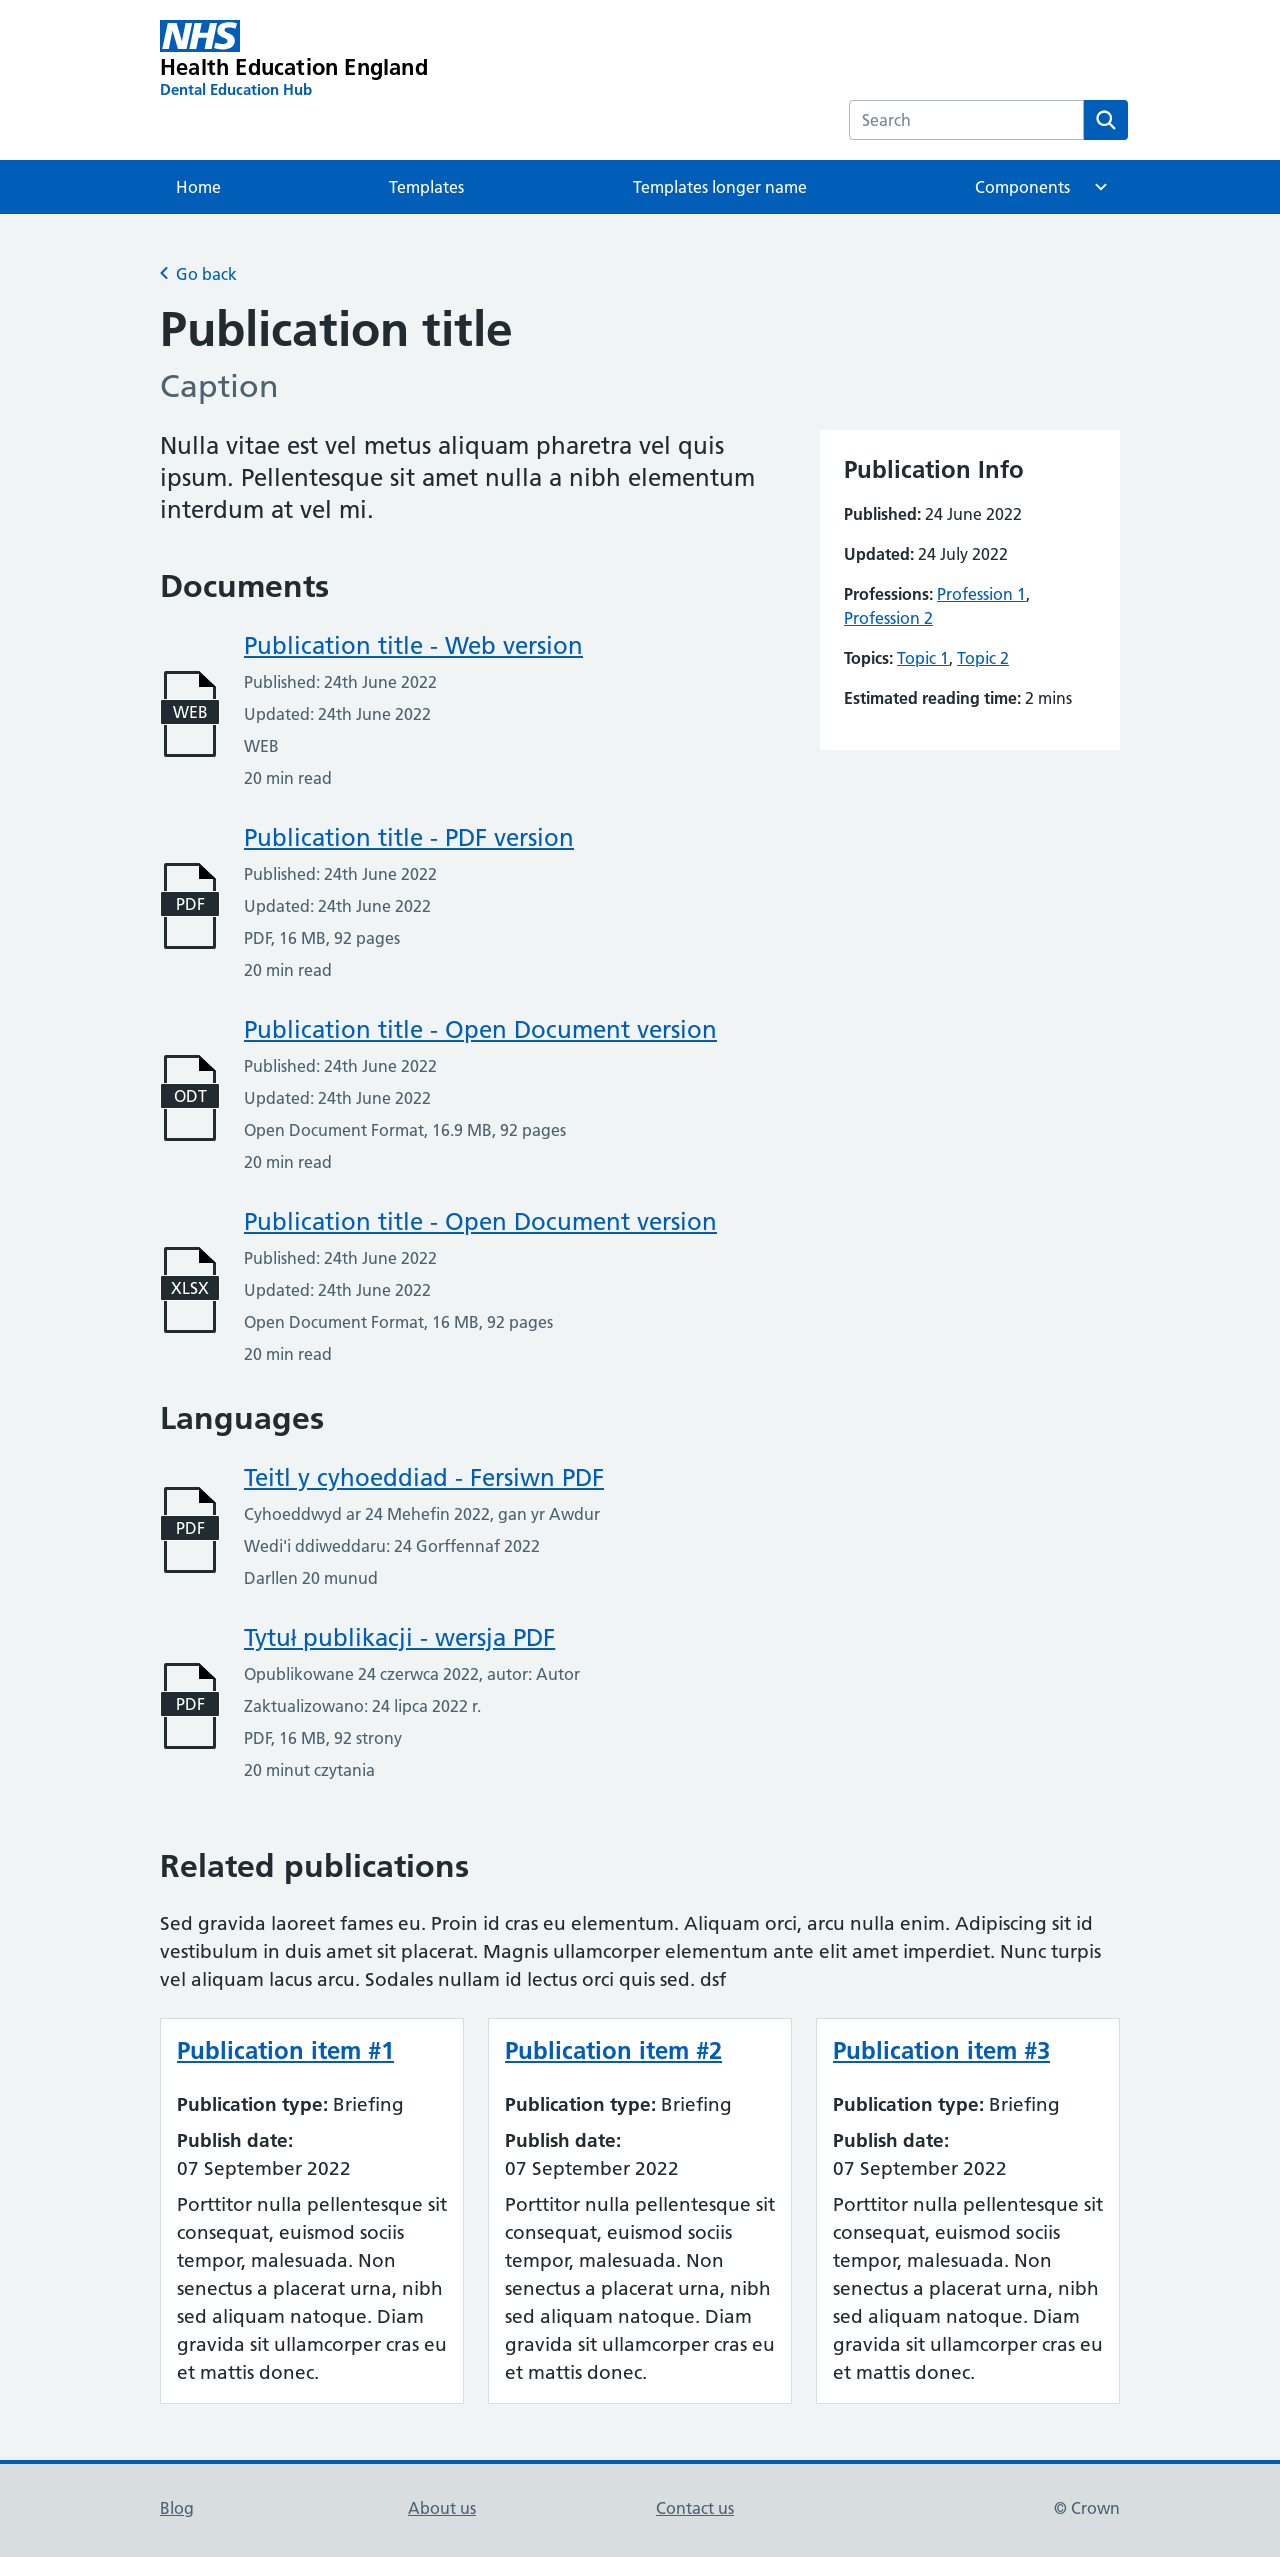 NHS
Health Education England
Dental Education Hub
Search
Home
Templates
Templates longer name
Components
Go back
Publication title
Caption
Nulla vitae est vel metus aliquam pharetra vel quis
ipsum. Pellentesque sit amet nulla a nibh elementum
interdum at vel mi.
Publication Info
Published: 24 June 2022
Updated: 24 July 2022
Professions: Profession 1,
Profession 2
Topics: Topic 1, Topic 2
Estimated reading time: 2 mins
Documents
WEB
Publication title - Web version
Published: 24th June 2022
Updated: 24th June 2022
WEB
20 min read
PDF
Publication title - PDF version
Published: 24th June 2022
Updated: 24th June 2022
PDF, 16 MB, 92 pages
20 min read
ODT
Publication title - Open Document version
Published: 24th June 2022
Updated: 24th June 2022
Open Document Format, 16.9 MB, 92 pages
20 min read
XLSX
Publication title - Open Document version
Published: 24th June 2022
Updated: 24th June 2022
Open Document Format, 16 MB, 92 pages
20 min read
Languages
PDF
Teitl y cyhoeddiad - Fersiwn PDF
Cyhoeddwyd ar 24 Mehefin 2022, gan yr Awdur
Wedi'i ddiweddaru: 24 Gorffennaf 2022
Darllen 20 munud
PDF
Tytuł publikacji - wersja PDF
Opublikowane 24 czerwca 2022, autor: Autor
Zaktualizowano: 24 lipca 2022 r.
PDF, 16 MB, 92 strony
20 minut czytania
Related publications
Sed gravida laoreet fames eu. Proin id cras eu elementum. Aliquam orci, arcu nulla enim. Adipiscing sit id
vestibulum in duis amet sit placerat. Magnis ullamcorper elementum ante elit amet imperdiet. Nunc turpis
vel aliquam lacus arcu. Sodales nullam id lectus orci quis sed. dsf
Publication item #1
Publication type: Briefing
Publish date:
07 September 2022
Porttitor nulla pellentesque sit
consequat, euismod sociis
tempor, malesuada. Non
senectus a placerat urna, nibh
sed aliquam natoque. Diam
gravida sit ullamcorper cras eu
et mattis donec.
Publication item #2
Publication type: Briefing
Publish date:
07 September 2022
Porttitor nulla pellentesque sit
consequat, euismod sociis
tempor, malesuada. Non
senectus a placerat urna, nibh
sed aliquam natoque. Diam
gravida sit ullamcorper cras eu
et mattis donec.
Publication item #3
Publication type: Briefing
Publish date:
07 September 2022
Porttitor nulla pellentesque sit
consequat, euismod sociis
tempor, malesuada. Non
senectus a placerat urna, nibh
sed aliquam natoque. Diam
gravida sit ullamcorper cras eu
et mattis donec.
Blog
About us
Contact us
© Crown